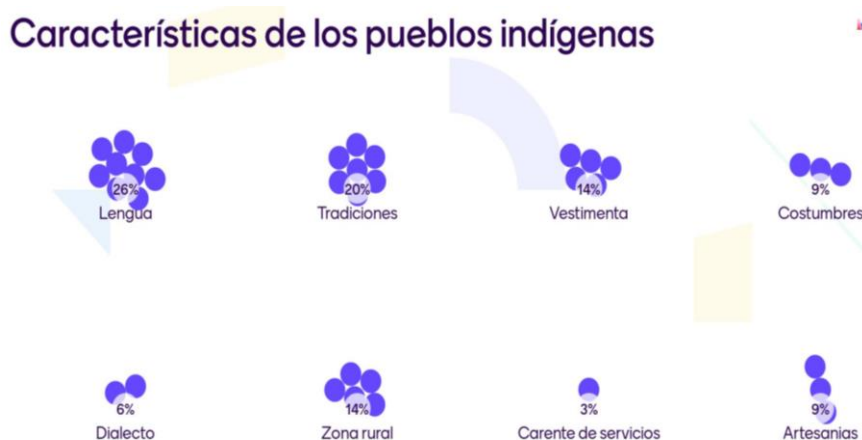 Características de los pueblos indígenas
26% 20% 14% 9%
Lengua Tradiciones Vestimenta Costumbres
6% 14% 3% 9%
Dialecto Zona rural Carente de servicios Artesanias